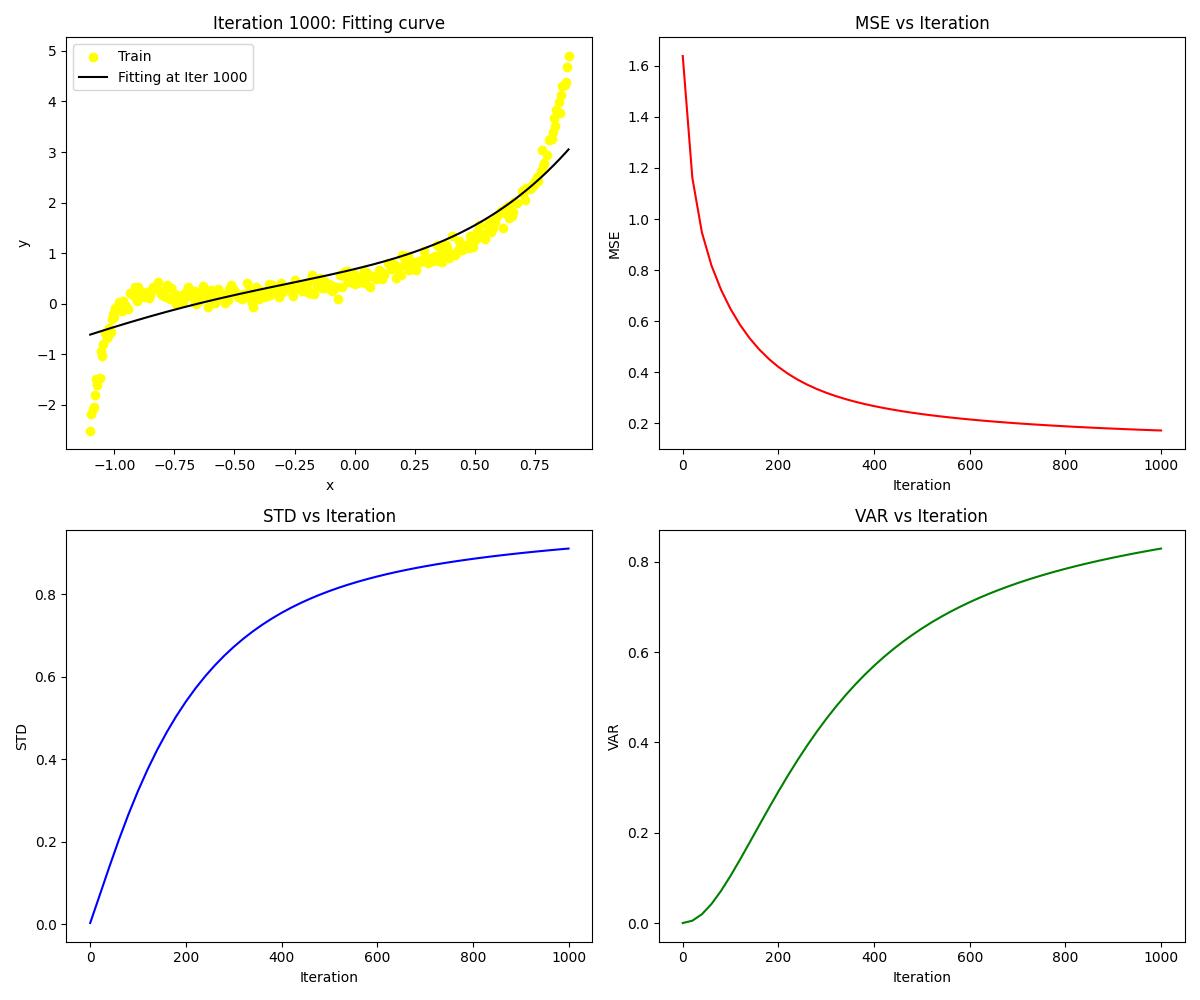 Iteration 1000: Fitting curve
Train
Fitting at Iter 1000
5
4
3
2
1
0
−1
−2
y
−1.00 −0.75 −0.50 −0.25 0.00 0.25 0.50 0.75
x
MSE vs Iteration
1.6
1.4
1.2
1.0
0.8
0.6
0.4
0.2
MSE
0 200 400 600 800 1000
Iteration
STD vs Iteration
0.8
0.6
0.4
0.2
0.0
STD
0 200 400 600 800 1000
Iteration
VAR vs Iteration
0.8
0.6
0.4
0.2
0.0
VAR
0 200 400 600 800 1000
Iteration